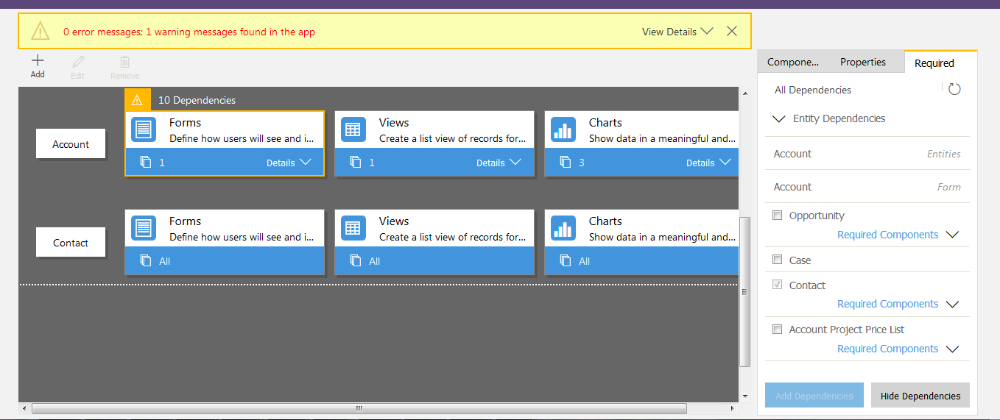 0 error messages; 1 warning messages found in the app
View Details
Add
Edit
Remove
Compone...
Properties
Required
10 Dependencies
Account
Forms
Define how users will see and i...
1
Details
Views
Create a list view of records for...
1
Details
Charts
Show data in a meaningful and...
3
Details
Contact
Forms
Define how users will see and i...
All
Views
Create a list view of records for...
All
Charts
Show data in a meaningful and...
All
All Dependencies
Entity Dependencies
Account Entities
Account Form
Opportunity
Required Components
Case
Contact
Required Components
Account Project Price List
Required Components
Add Dependencies
Hide Dependencies